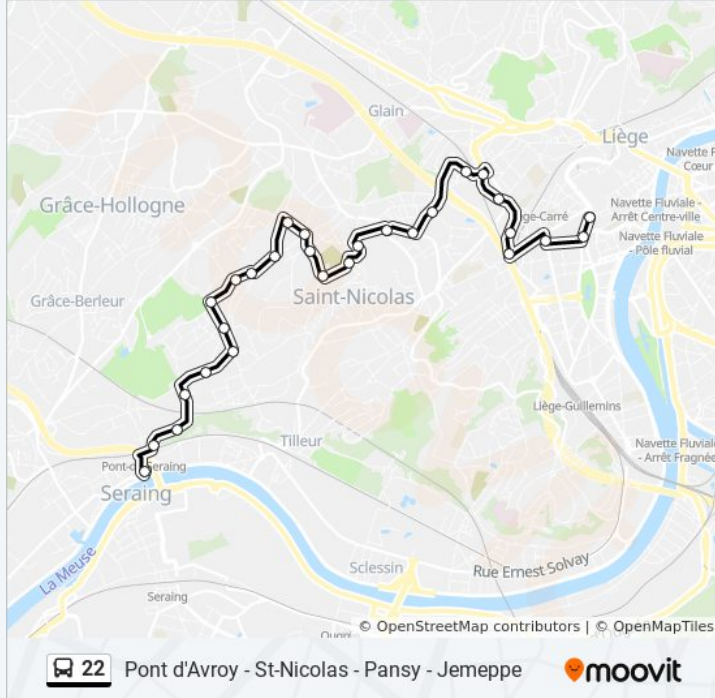 Glain
Liège
Navette F
Cœur
Grâce-Hollogne
Navette Fluviale -
Arrêt Centre-ville
ge-Carré
Navette Fluviale
- Pôle fluvial
Grâce-Berleur
Saint-Nicolas
Liège-Guillemins
Tilleur
Navette Fluviale
- Arrêt Fragnée
Seraing
La Meuse
Sclessin
Rue Ernest Solvay
Seraing
© OpenStreetMap contributors | © OpenMapTiles
22 Pont d'Avroy - St-Nicolas - Pansy - Jemeppe
moovit